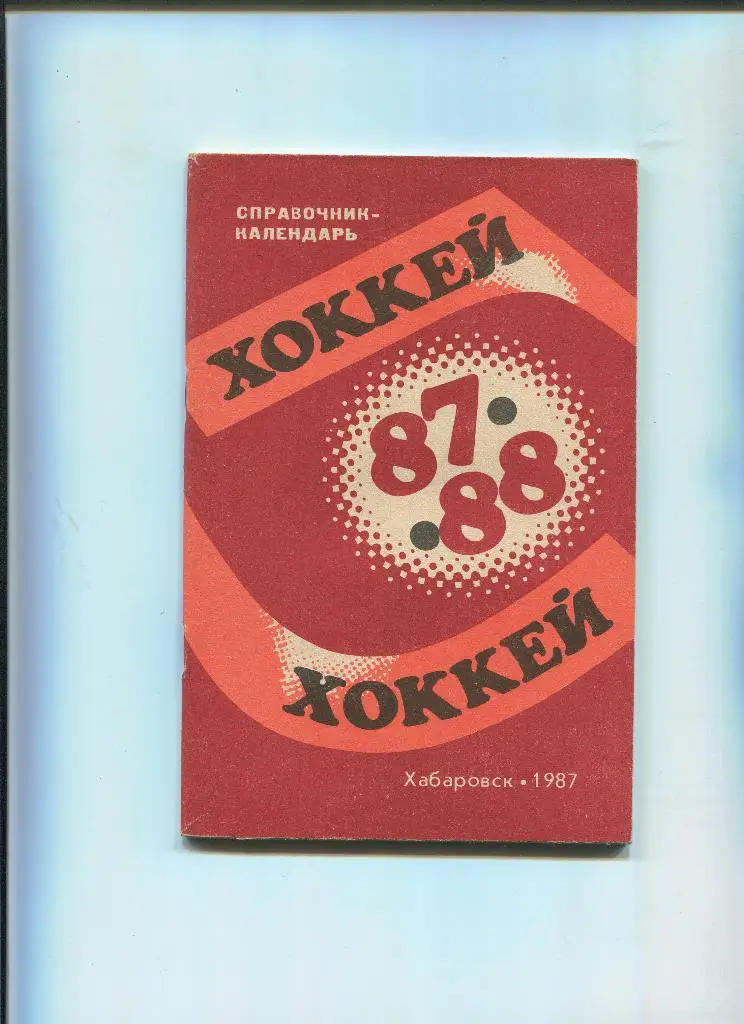 СПРАВОЧНИК-
КАЛЕНДАРЬ
ХОККЕЙ
87
88
ХОККЕЙ
Хабаровск • 1987